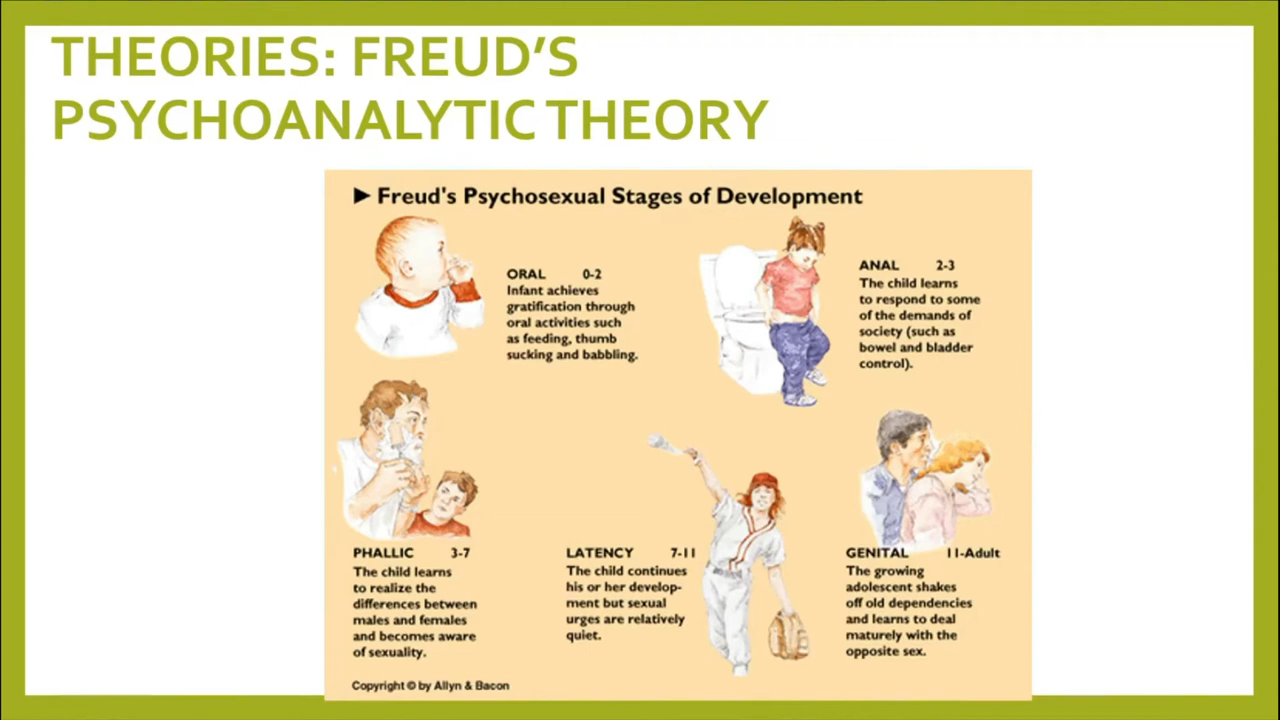 THEORIES: FREUD'S
PSYCHOANALYTIC THEORY
► Freud's Psychosexual Stages of Development
ORAL 0-2
Infant achieves
gratification through
oral activities such
as feeding, thumb
sucking and babbling.
ANAL 2-3
The child learns
to respond to some
of the demands of
society (such as
bowel and bladder
control).
PHALLIC 3-7
The child learns
to realize the
differences between
males and females
and becomes aware
of sexuality.
LATENCY 7-11
The child continues
his or her develop-
ment but sexual
urges are relatively
quiet.
GENITAL 11-Adult
The growing
adolescent shakes
off old dependencies
and learns to deal
maturely with the
opposite sex.
Copyright © by Allyn & Bacon